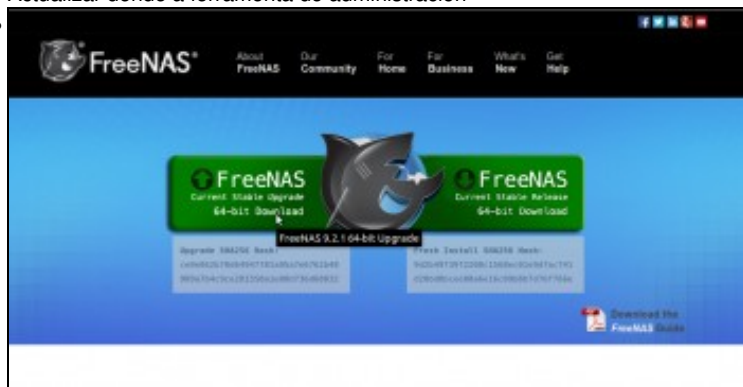 Actualizar dende a ferramenta de administración
FreeNAS®
About FreeNAS
Our Community
For Home
For Business
What's New
Get Help
FreeNAS
Current Stable Upgrade
64-bit Download
FreeNAS
Current Stable Release
64-bit Download
FreeNAS 9.2.1 64-bit Upgrade
Upgrade SHA256 Hash:
Fresh Install SHA256 Hash:
Download the
FreeNAS Guide